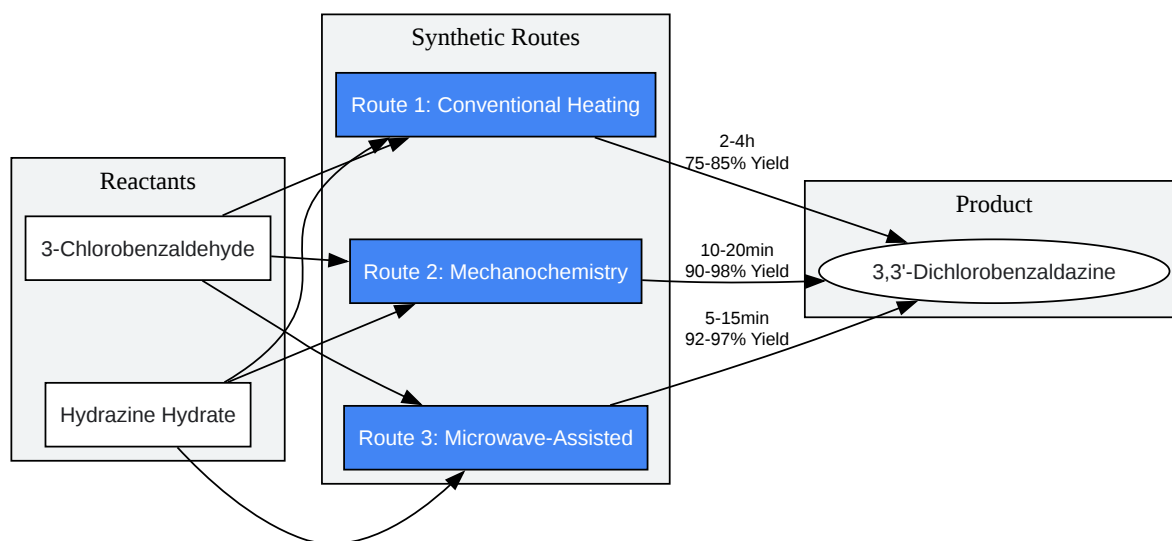 Synthetic Routes
Route 1: Conventional Heating
2-4h
75-85% Yield
Reactants
Product
3-Chlorobenzaldehyde
Route 2: Mechanochemistry
10-20min
90-98% Yield
3,3'-Dichlorobenzaldazine
5-15min
92-97% Yield
Hydrazine Hydrate
Route 3: Microwave-Assisted